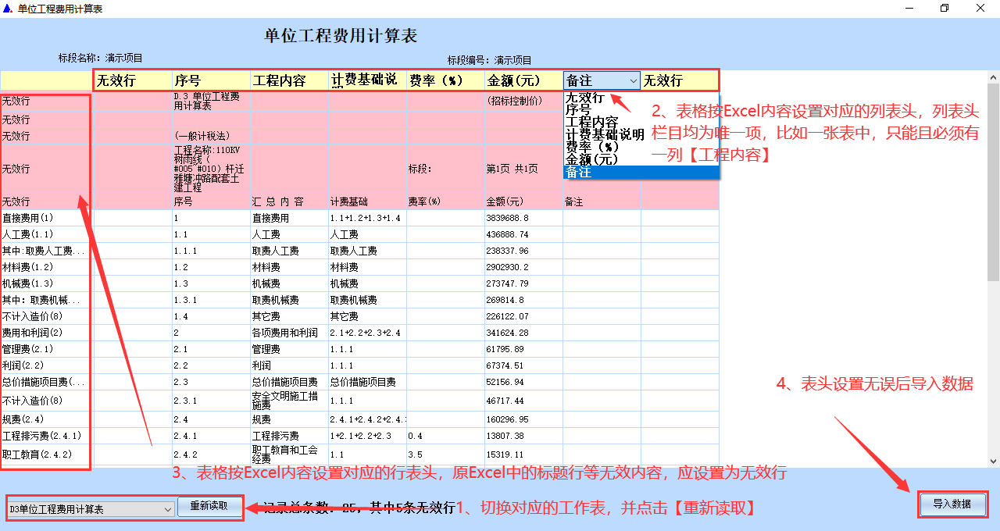 单位工程费用计算表
单位工程费用计算表
标段名称：演示项目 标段编号：演示项目
无效行 序号 工程内容 计费基础说 费率（%） 金额(元) 备注 无效行
无效行
序号
工程内容
计费基础说明
费率（%）
金额(元)
备注
2、表格按Excel内容设置对应的列表头，列表头
栏目均为唯一项，比如一张表中，只能且必须有
一列【工程内容】
无效行 D.3 单位工程费
用计算表 (招标控制价)
无效行
无效行 (一般计税法)
无效行 工程名称:110KV
树雨线（
#005 #010）杆迁
雅塘冲路配套土
建工程 标段： 第1页 共1页
无效行 序号 汇 总 内 容 计费基础 费率(%) 金额(元) 备注
直接费用(1) 1 直接费用 1.1+1.2+1.3+1.4 3839688.8
人工费(1.1) 1.1 人工费 人工费 436888.74
其中:取费人工费... 1.1.1 取费人工费 取费人工费 238337.96
材料费(1.2) 1.2 材料费 材料费 2902930.2
机械费(1.3) 1.3 机械费 机械费 273747.79
其中：取费机械... 1.3.1 取费机械费 取费机械费 269814.8
不计入造价(8) 1.4 其它费 其它费 226122.07
费用和利润(2) 2 各项费用和利润 2.1+2.2+2.3+2.4 341624.28
管理费(2.1) 2.1 管理费 1.1.1 61795.89
利润(2.2) 2.2 利润 1.1.1 67374.51
总价措施项目费(... 2.3 总价措施项目费 总价措施项目费 52156.94
不计入造价(8) 2.3.1 安全文明施工措
施费 1.1.1 46717.44
规费(2.4) 2.4 规费 2.4.1+2.4.2+2.4. 160296.95
工程排污费(2.4.1) 2.4.1 工程排污费 1+2.1+2.2+2.3 0.4 13807.38
职工教育(2.4.2) 2.4.2 职工教育和工会
经费 1.1 3.5 15319.11
4、表头设置无误后导入数据
3、表格按Excel内容设置对应的行表头，原Excel中的标题行等无效内容，应设置为无效行
D3单位工程费用计算表 重新读取 记录总条数：25，其中5条无效行 1、切换对应的工作表，并点击【重新读取】
导入数据